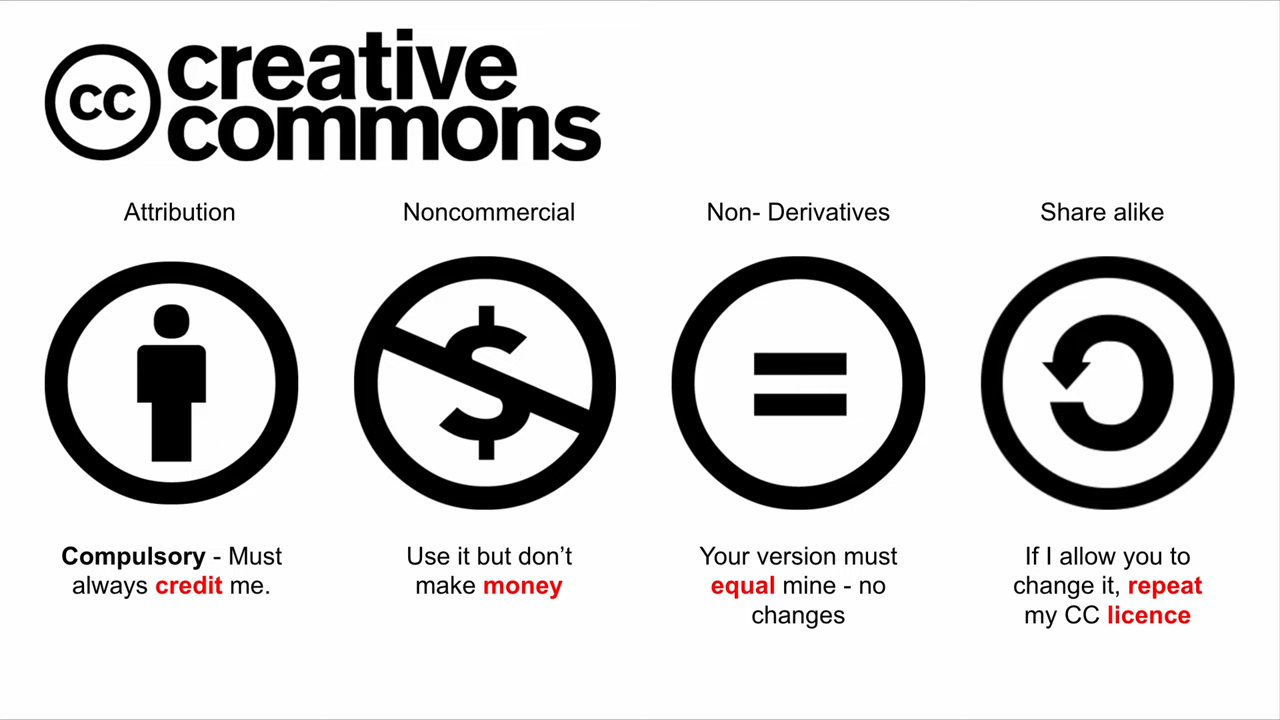 cc creative
commons
Attribution
Noncommercial
Non- Derivatives
Share alike
$
=
Compulsory - Must
always credit me.
Use it but don’t
make money
Your version must
equal mine - no
changes
If I allow you to
change it, repeat
my CC licence